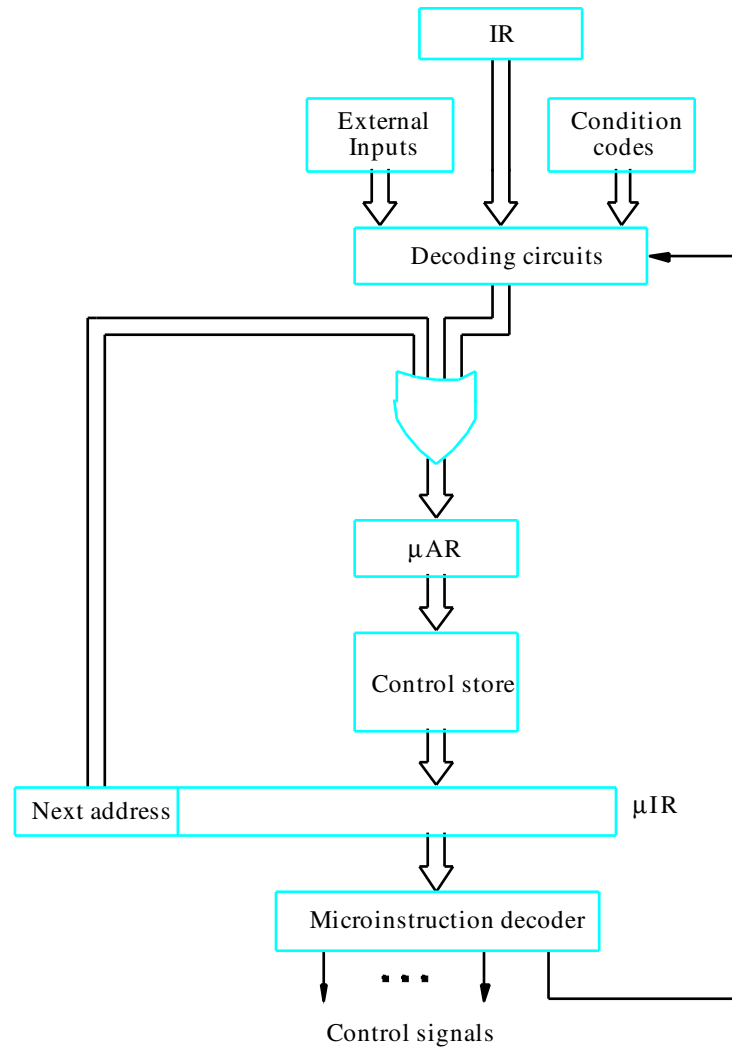 IR
External
Inputs
Condition
codes
Decoding circuits
μAR
Control store
Next address
μIR
Microinstruction decoder
Control signals